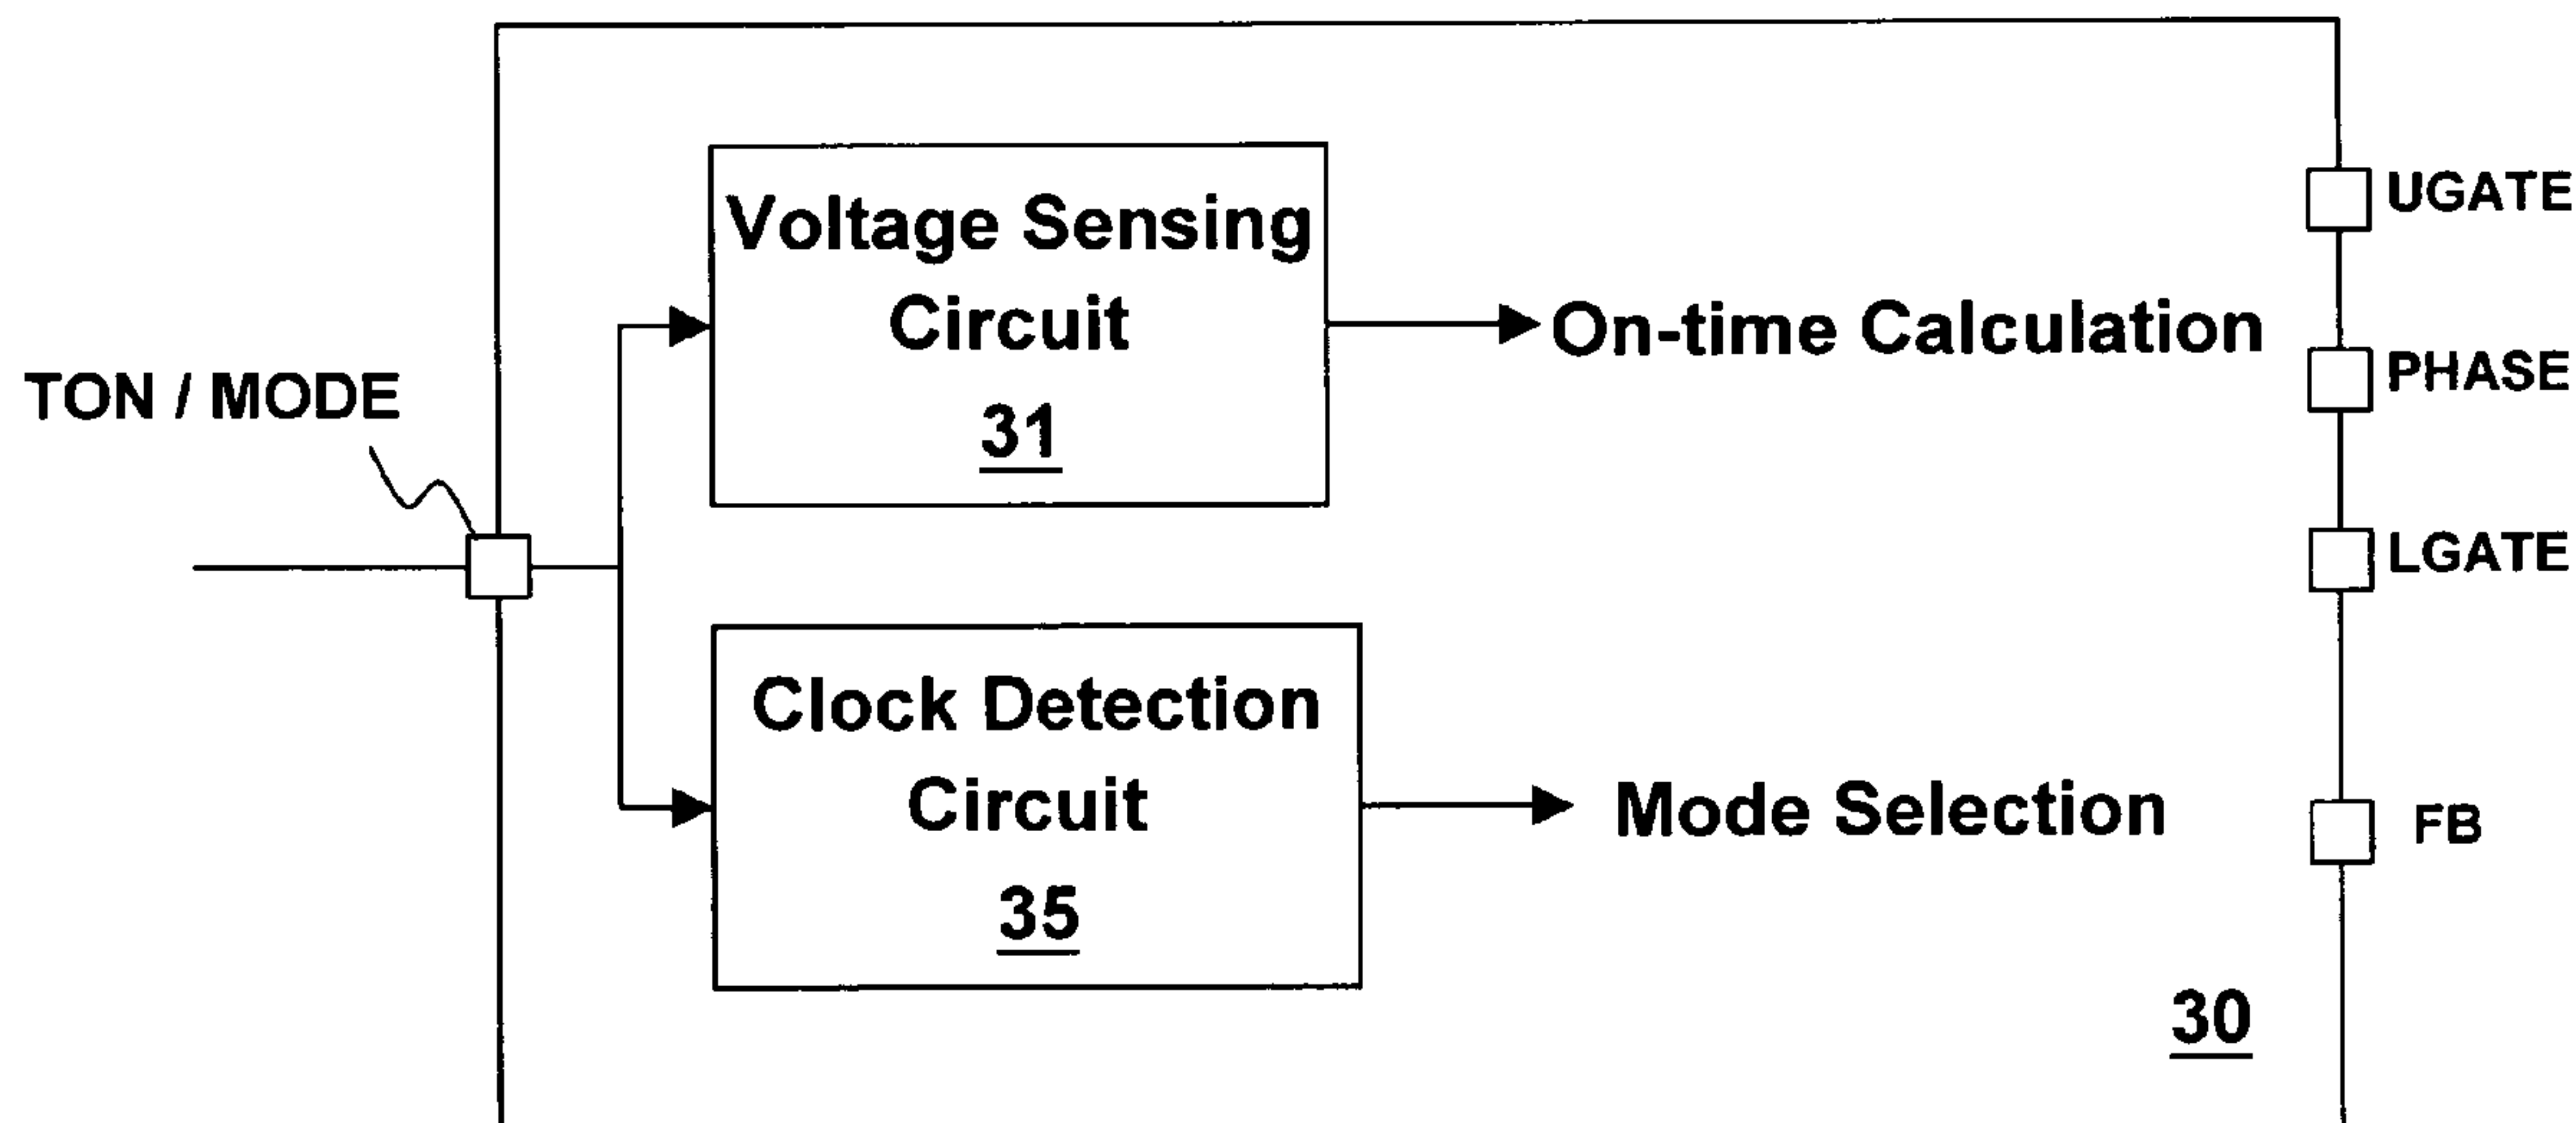 UGATE
Voltage Sensing
Circuit
31
On-time Calculation
PHASE
TON / MODE
LGATE
Clock Detection
Circuit
35
Mode Selection
FB
30